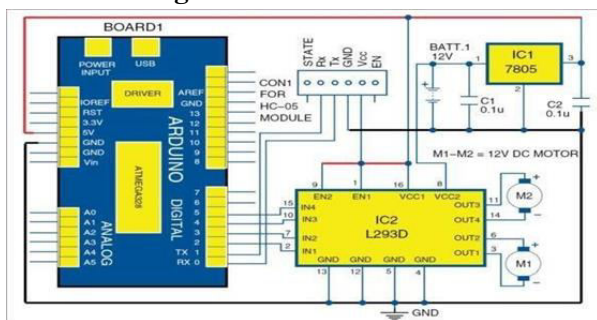 BOARD1
POWER INPUT
USB
DRIVER
IOREF
RST
3.3V
5V
GND
GND
Vin
AREF
GND
13
12
11
10
9
8
ARDUINO
ATMEGA328
7
6
5
4
3
2
TX 1
RX 0
DIGITAL
A0
A1
A2
A3
A4
A5
ANALOG
CON1
FOR
HC-05
MODULE
STATE
Rx
Tx
GND
Vcc
EN
BATT.1
12V
IC1
7805
1
2
3
C1
0.1u
C2
0.1u
M1-M2 = 12V DC MOTOR
9
1
16
8
EN2
EN1
VCC1
VCC2
15
10
7
2
IN4
IN3
IN2
IN1
IC2
L293D
OUT3
OUT4
OUT2
OUT1
11
14
6
3
GND
GND
GND
GND
13
12
5
4
+
M2
-
+
M1
-
GND